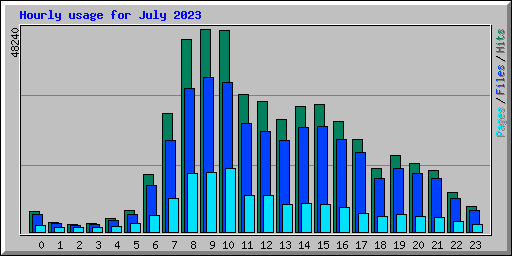 Hourly usage for July 2023
48240
Pages / Files / Hits
0 1 2 3 4 5 6 7 8 9 10 11 12 13 14 15 16 17 18 19 20 21 22 23